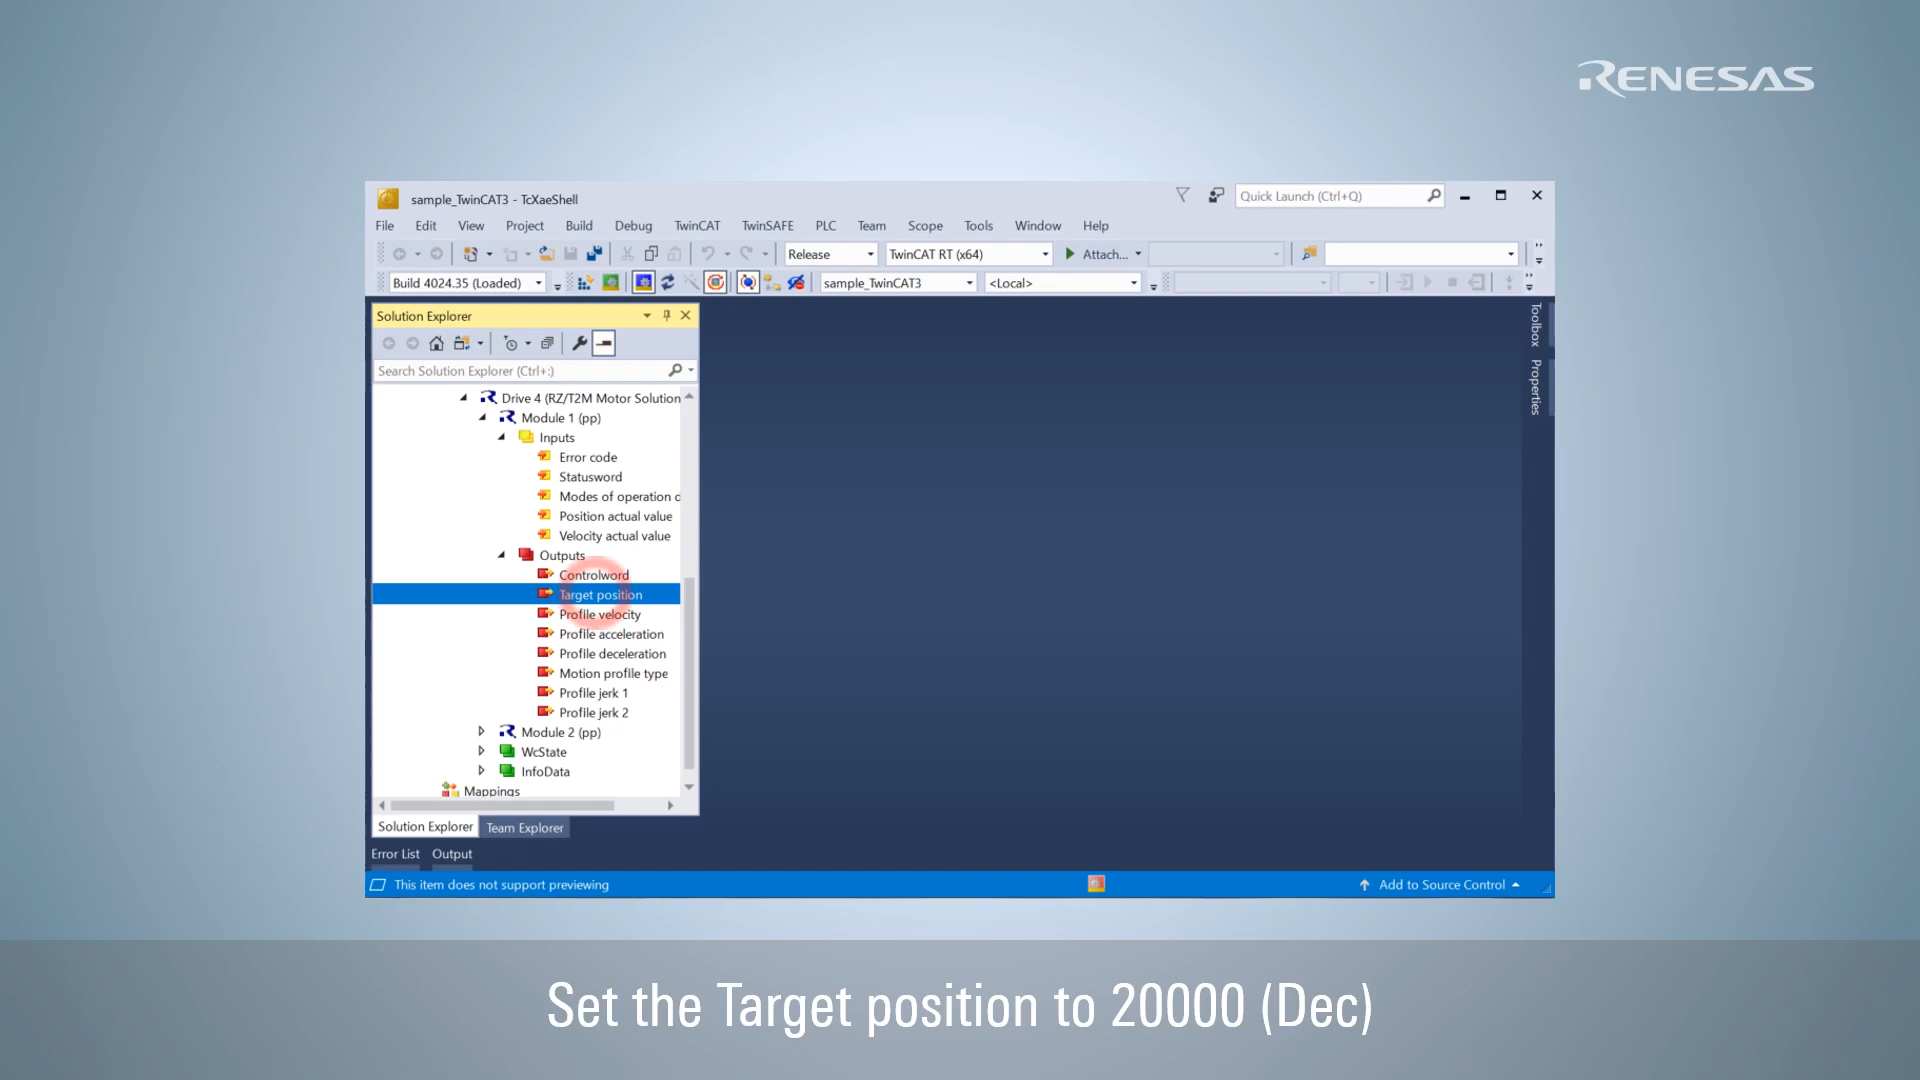 RENESAS
sample_TwinCAT3 - TcXaeShell
Quick Launch (Ctrl+Q)
File Edit View Project Build Debug TwinCAT TwinSAFE PLC Team Scope Tools Window Help
Release TwinCAT RT (x64) Attach...
Build 4024.35 (Loaded) sample_TwinCAT3 <Local>
Solution Explorer
Search Solution Explorer (Ctrl+:)
Drive 4 (RZ/T2M Motor Solution
Module 1 (pp)
Inputs
Error code
Statusword
Modes of operation d
Position actual value
Velocity actual value
Outputs
Controlword
Target position
Profile velocity
Profile acceleration
Profile deceleration
Motion profile type
Profile jerk 1
Profile jerk 2
Module 2 (pp)
WcState
InfoData
Mappings
Solution Explorer Team Explorer
Error List Output
This item does not support previewing
Add to Source Control
Toolbox
Properties
Set the Target position to 20000 (Dec)